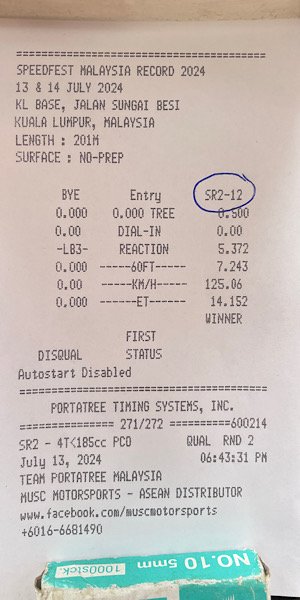 ================================
SPEEDFEST MALAYSIA RECORD 2024
13 & 14 JULY 2024
KL BASE, JALAN SUNGAI BESI
KUALA LUMPUR, MALAYSIA
LENGTH : 201M
SURFACE : NO-PREP
BYE Entry SR2-12
0.000 0.000 TREE 0.500
0.00 DIAL-IN 0.00
-LB3- REACTION 5.372
0.000 ------60FT------ 7.243
0.00 ------KM/H------ 125.06
0.000 -------ET------- 14.152
WINNER
FIRST
DISQUAL STATUS
Autostart Disabled
================================
PORTATREE TIMING SYSTEMS, INC.
=========== 271/272 ==========600214
SR2 - 4T<185cc PCD QUAL RND 2
July 13, 2024 06:43:31 PM
TEAM PORTATREE MALAYSIA
MUSC MOTORSPORTS - ASEAN DISTRIBUTOR
www.facebook.com/muscmotorsports
+6016-6681490
NO.10 5mm
1000stck.